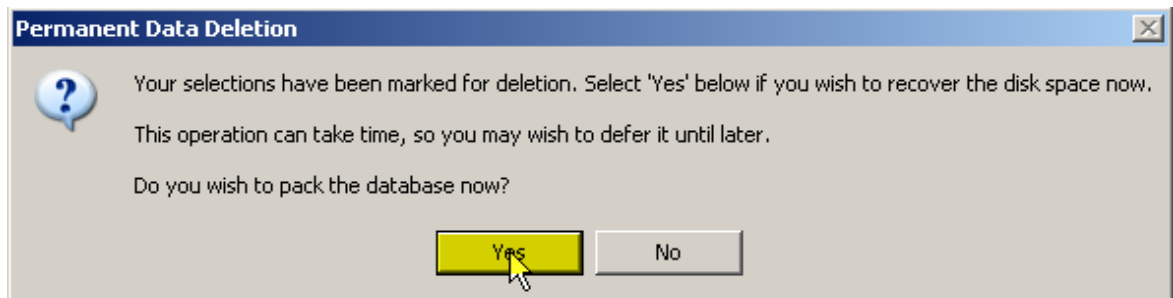 Permanent Data Deletion
Your selections have been marked for deletion. Select 'Yes' below if you wish to recover the disk space now.
This operation can take time, so you may wish to defer it until later.
Do you wish to pack the database now?
Yes
No